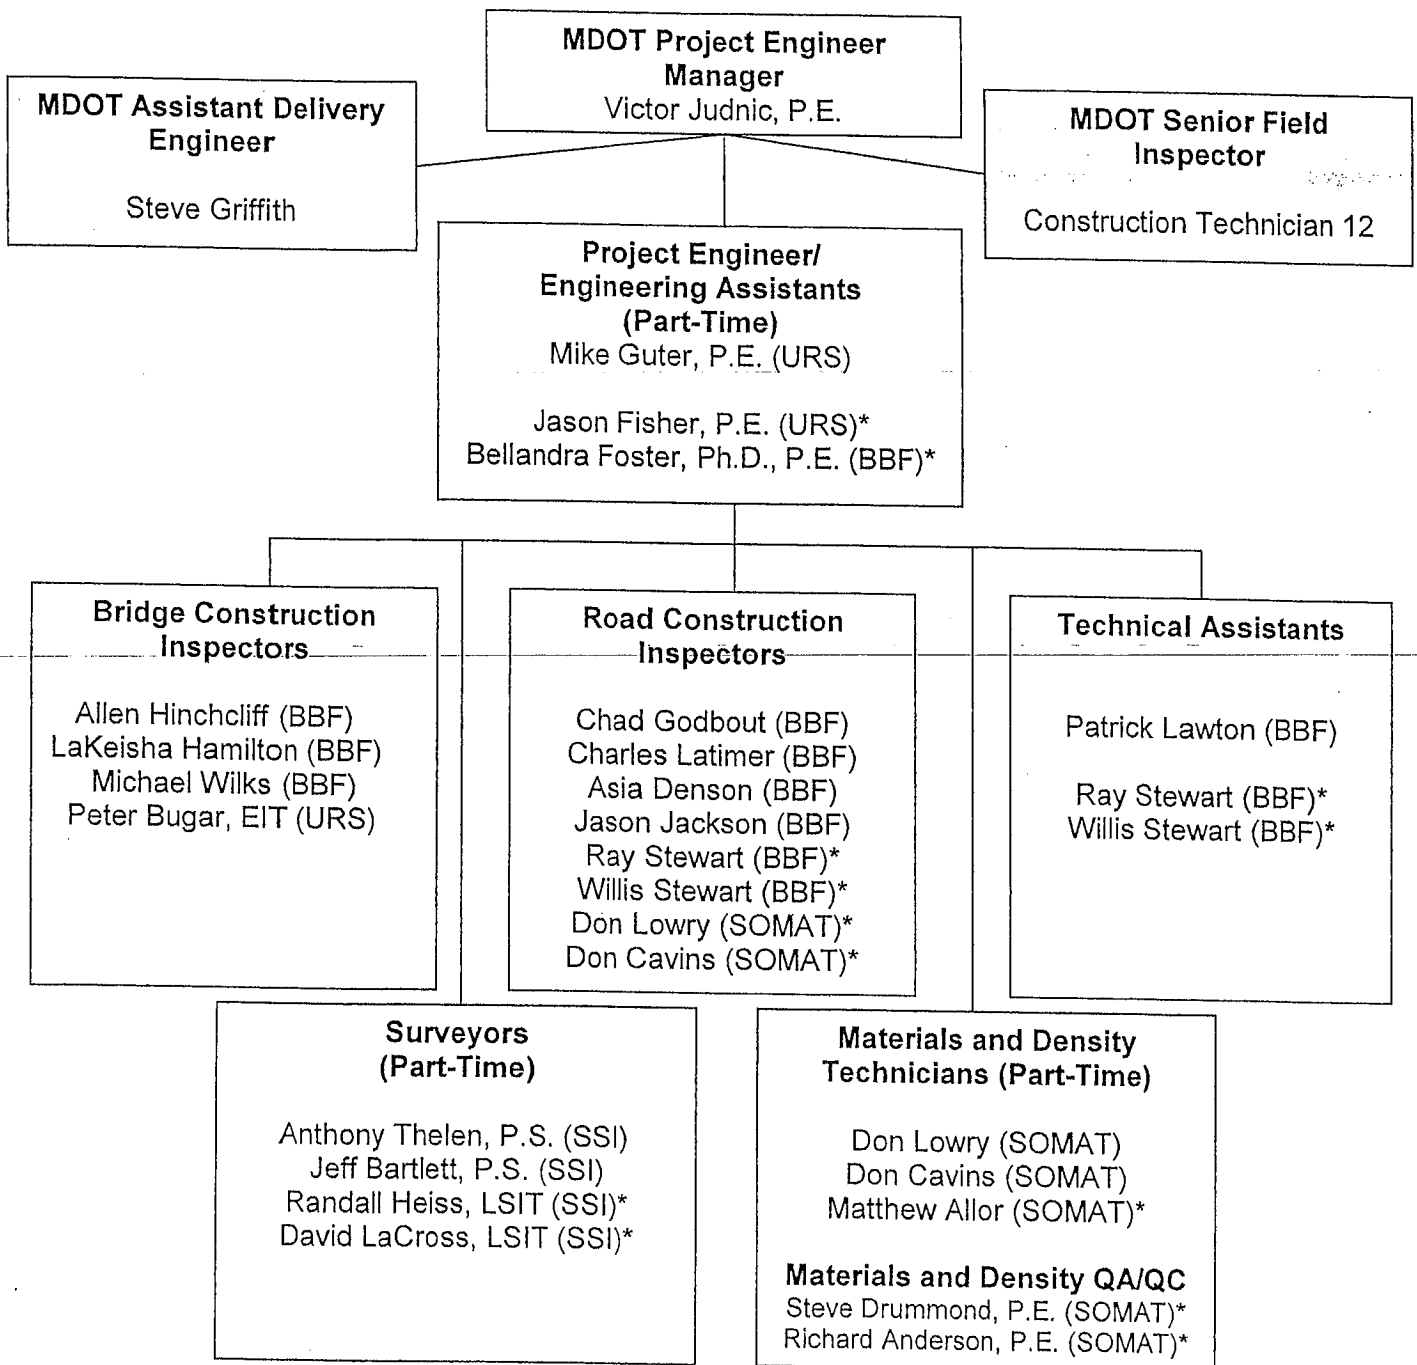 MDOT Project Engineer
Manager
Victor Judnic, P.E.
MDOT Assistant Delivery
Engineer
Steve Griffith
MDOT Senior Field
Inspector
Construction Technician 12
Project Engineer/
Engineering Assistants
(Part-Time)
Mike Guter, P.E. (URS)
Jason Fisher, P.E. (URS)*
Bellandra Foster, Ph.D., P.E. (BBF)*
Bridge Construction
Inspectors
Allen Hinchcliff (BBF)
LaKeisha Hamilton (BBF)
Michael Wilks (BBF)
Peter Bugar, EIT (URS)
Road Construction
Inspectors
Chad Godbout (BBF)
Charles Latimer (BBF)
Asia Denson (BBF)
Jason Jackson (BBF)
Ray Stewart (BBF)*
Willis Stewart (BBF)*
Don Lowry (SOMAT)*
Don Cavins (SOMAT)*
Technical Assistants
Patrick Lawton (BBF)
Ray Stewart (BBF)*
Willis Stewart (BBF)*
Surveyors
(Part-Time)
Anthony Thelen, P.S. (SSI)
Jeff Bartlett, P.S. (SSI)
Randall Heiss, LSIT (SSI)*
David LaCross, LSIT (SSI)*
Materials and Density
Technicians (Part-Time)
Don Lowry (SOMAT)
Don Cavins (SOMAT)
Matthew Allor (SOMAT)*
Materials and Density QA/QC
Steve Drummond, P.E. (SOMAT)*
Richard Anderson, P.E. (SOMAT)*